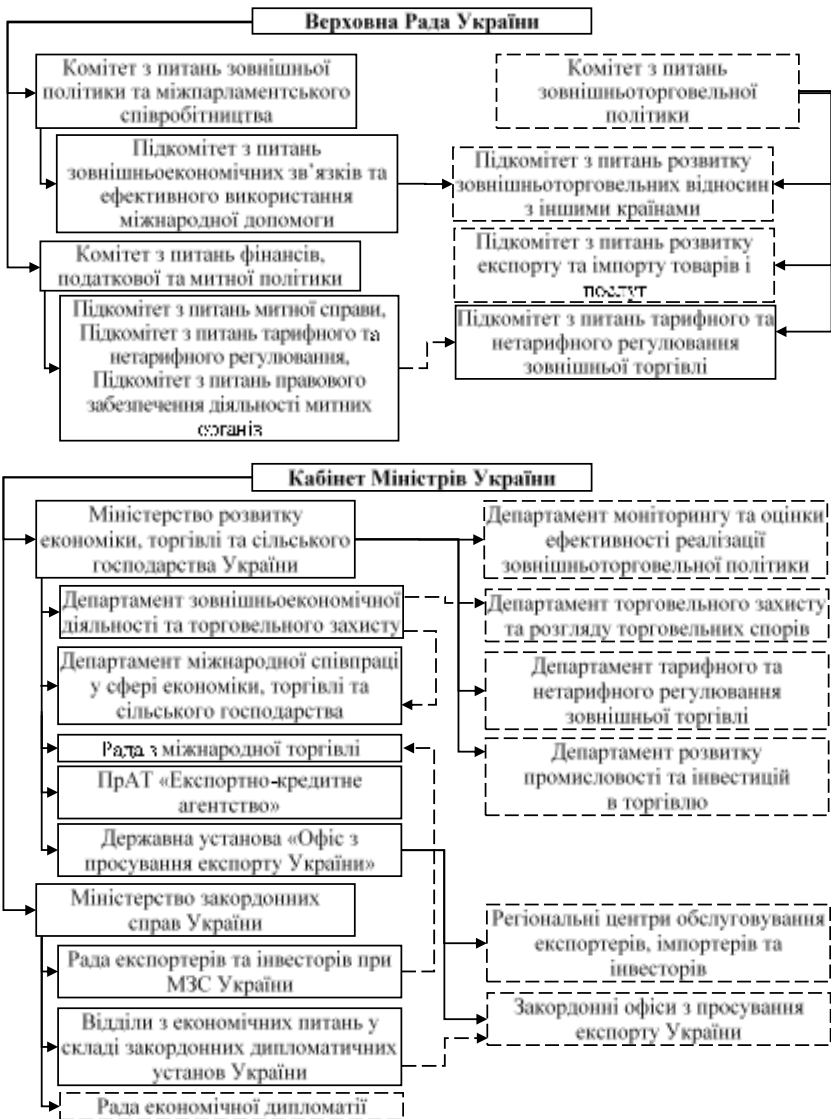 Верховна Рада України
Комітет з питань зовнішньої
політики та міжпарламентського
співробітництва
Підкомітет з питань
зовнішньоекономічних зв’язків та
ефективного використання
міжнародної допомоги
Комітет з питань фінансів,
податкової та митної політики
Підкомітет з питань митної справи,
Підкомітет з питань тарифного та
нетарифного регулювання,
Підкомітет з питань правового
забезпечення діяльності митних
органів
Комітет з питань
зовнішньоторговельної
політики
Підкомітет з питань розвитку
зовнішньоторговельних відносин
з іншими країнами
Підкомітет з питань розвитку
експорту та імпорту товарів і
послуг
Підкомітет з питань тарифного та
нетарифного регулювання
зовнішньої торгівлі
Кабінет Міністрів України
Міністерство розвитку
економіки, торгівлі та сільського
господарства України
Департамент зовнішньоекономічної
діяльності та торговельного захисту
Департамент міжнародної співпраці
у сфері економіки, торгівлі та
сільського господарства
Рада з міжнародної торгівлі
ПрАТ «Експортно-кредитне
агентство»
Державна установа «Офіс з
просування експорту України»
Міністерство закордонних
справ України
Рада експортерів та інвесторів при
МЗС України
Відділи з економічних питань у
складі закордонних дипломатичних
установ України
Рада економічної дипломатії
Департамент моніторингу та оцінки
ефективності реалізації
зовнішньоторговельної політики
Департамент торговельного захисту
та розгляду торговельних спорів
Департамент тарифного та
нетарифного регулювання
зовнішньої торгівлі
Департамент розвитку
промисловості та інвестицій
в торгівлю
Регіональні центри обслуговування
експортерів, імпортерів та
інвесторів
Закордонні офіси з просування
експорту України